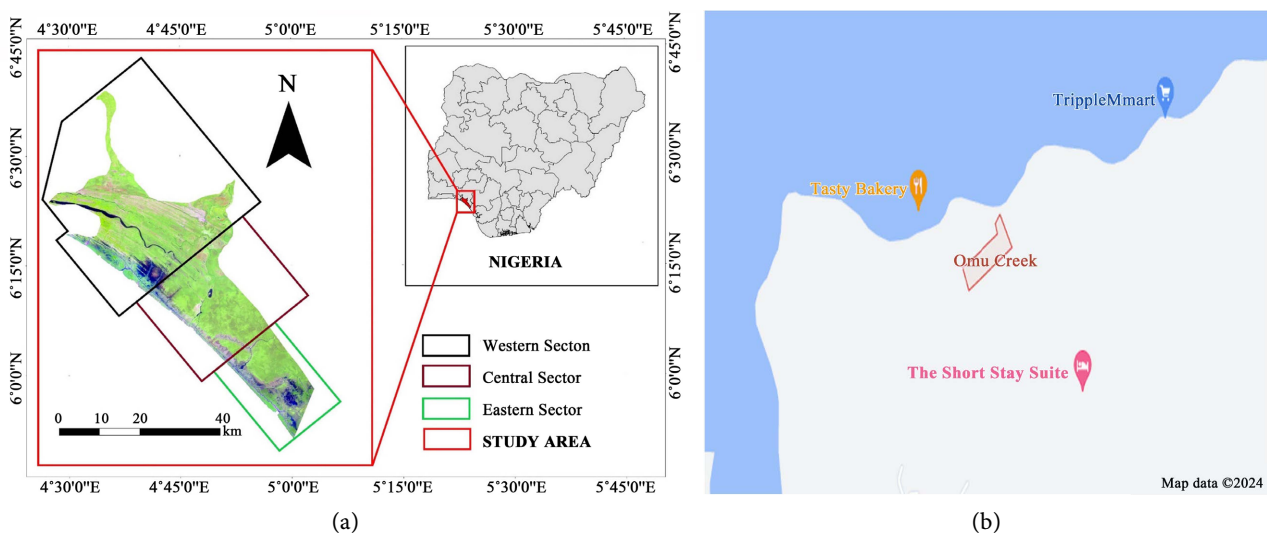 4°30'0"E 4°45'0"E 5°00'0"E 5°15'0"E 5°30'0"E 5°45'0"E
6°45'0"N
6°30'0"N
6°15'0"N
6°0'0"N
N
NIGERIA
Western Secton
Central Sector
Eastern Sector
STUDY AREA
0 10 20 40
km
6°45'0"N
6°30'0"N
6°15'0"N
6°0'0"N
4°30'0"E 4°45'0"E 5°00'0"E 5°15'0"E 5°30'0"E 5°45'0"E
(a)
TrippleMmart
Tasty Bakery
Omu Creek
The Short Stay Suite
Map data ©2024
(b)